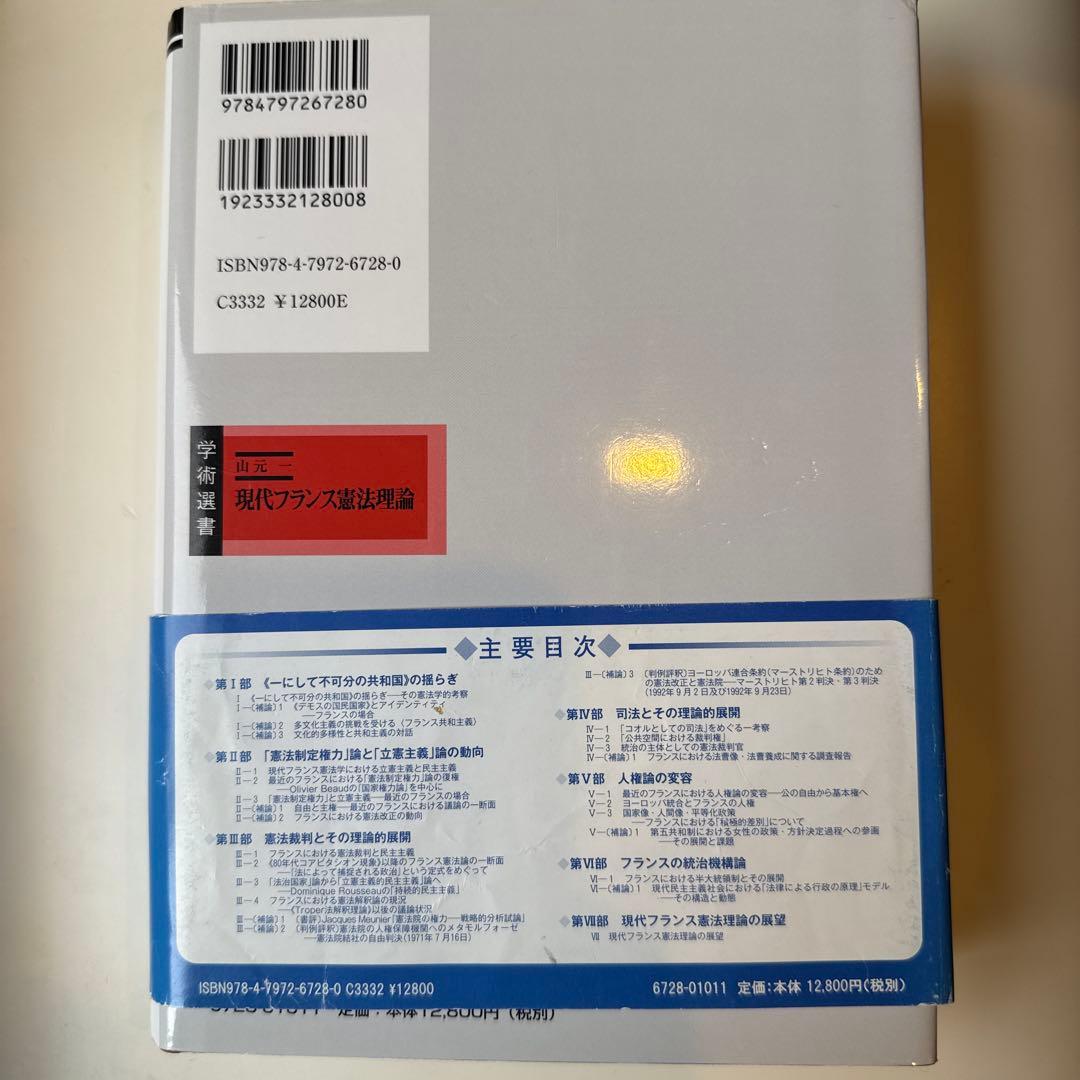 9784797267280
1923332128008
ISBN978-4-7972-6728-0
C3332 ¥12800E
学術選書
山元 一
現代フランス憲法理論
◆主要目次◆
第Ⅰ部 《一にして不可分の共和国》の揺らぎ
Ⅰ 《一にして不可分の共和国》の揺らぎ──その憲法学的考察
Ⅰ─〔補論〕1 《デモスの国民国家》とアイデンティティ
──フランスの場合
Ⅰ─〔補論〕2 多文化主義の挑戦を受ける〈フランス共和主義〉
Ⅰ─〔補論〕3 文化的多様性と共和主義の対話
第Ⅱ部 「憲法制定権力」論と「立憲主義」論の動向
Ⅱ─1 現代フランス憲法学における立憲主義と民主主義
Ⅱ─2 最近のフランスにおける「憲法制定権力」論の復権
──Olivier Beaudの「国家権力論」を中心に
Ⅱ─3 「憲法制定権力」と立憲主義──最近のフランスの場合
Ⅱ─〔補論〕1 自由と主権──最近のフランスにおける議論の一断面
Ⅱ─〔補論〕2 フランスにおける憲法改正の動向
第Ⅲ部 憲法裁判とその理論的展開
Ⅲ─1 フランスにおける憲法裁判と民主主義
Ⅲ─2 《80年代コアビタシオン現象》以降のフランス憲法論の一断面
──「法によって捕捉される政治」という定式をめぐって
Ⅲ─3 「法治国家」論から「立憲主義的民主主義」論へ
──Dominique Rousseauの「持続的民主主義」
Ⅲ─4 フランスにおける憲法解釈論の現況
──《Troper法解釈理論》以後の議論状況
Ⅲ─〔補論〕1 〔書評〕Jacques Meunier「憲法院の権力──戦略的分析試論」
Ⅲ─〔補論〕2 〔判例評釈〕憲法院の人権保障機関へのメタモルフォーゼ
──憲法院結社の自由判決（1971年7月16日）
Ⅲ─〔補論〕3 〔判例評釈〕ヨーロッパ連合条約（マーストリヒト条約）のため
の憲法改正と憲法院──マーストリヒト第2判決・第3判決
（1992年9月2日及び1992年9月23日）
第Ⅳ部 司法とその理論的展開
Ⅳ─1 「コオルとしての司法」をめぐる一考察
Ⅳ─2 「公共空間における裁判権」
Ⅳ─3 統治の主体としての憲法裁判官
Ⅳ─〔補論〕1 フランスにおける法曹像・法曹養成に関する調査報告
第Ⅴ部 人権論の変容
Ⅴ─1 最近のフランスにおける人権論の変容──公の自由から基本権へ
Ⅴ─2 ヨーロッパ統合とフランスの人権
Ⅴ─3 国家像・人間像・平等化政策
──フランスにおける「積極的差別」について
Ⅴ─〔補論〕1 第五共和制における女性の政策・方針決定過程への参画
──その展開と課題
第Ⅵ部 フランスの統治機構論
Ⅵ─1 フランスにおける半大統領制とその展開
Ⅵ─〔補論〕1 現代民主主義社会における「法律による行政の原理」モデル
──その構造と動態
第Ⅶ部 現代フランス憲法理論の展望
Ⅶ 現代フランス憲法理論の展望
ISBN978-4-7972-6728-0 C3332 ¥12800
6728-01011 定価：本体 12,800円（税別）
定価：本体12,800円（税別）